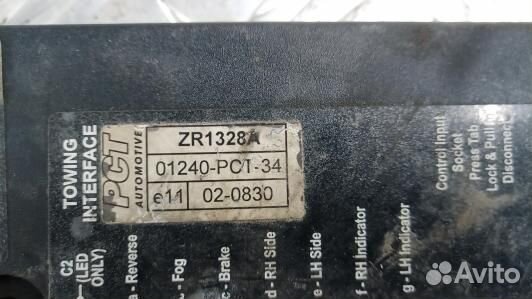 TOWING
INTERFACE
PCT
AUTOMOTIVE
ZR1328A
01240-PCT-34
e11 02-0830
C2
(LED
ONLY)
a - Reverse
- Fog
c - Brake
d - RH Side
e - LH Side
f - RH Indicator
g - LH Indicator
Control Input
Socket
Press Tab
Lock & Pull
Disconnect
Avito